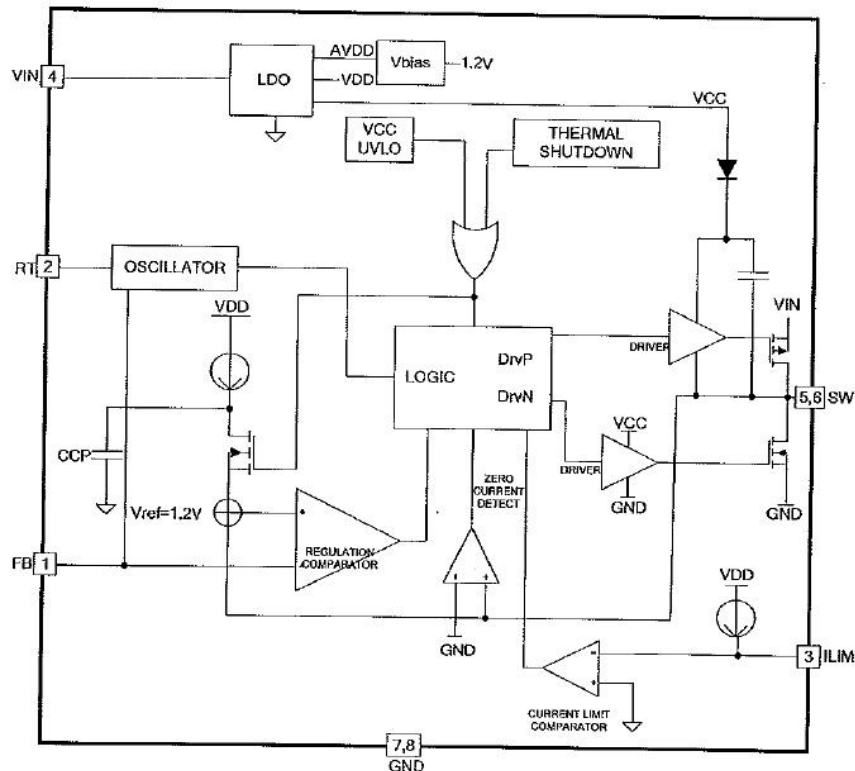 AVDD
Vbias
1.2V
VIN 4
LDO
VDD
VCC
VCC
UVLO
THERMAL
SHUTDOWN
RT 2
OSCILLATOR
VDD
VIN
DRIVER
DrvP
LOGIC
DrvN
5,6 SW
VCC
CCP
DRIVER
ZERO
CURRENT
DETECT
GND
GND
Vref=1.2V
REGULATION
COMPARATOR
FB 1
VDD
GND
3 ILIM
CURRENT LIMIT
COMPARATOR
7,8
GND